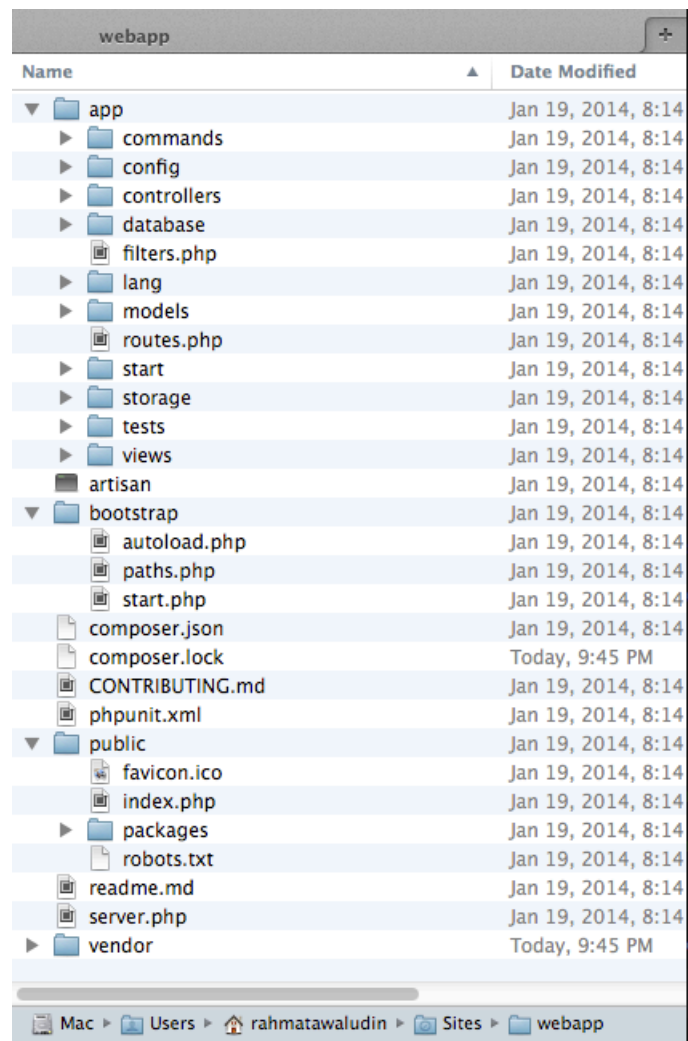 webapp
Name Date Modified
app Jan 19, 2014, 8:14
commands Jan 19, 2014, 8:14
config Jan 19, 2014, 8:14
controllers Jan 19, 2014, 8:14
database Jan 19, 2014, 8:14
filters.php Jan 19, 2014, 8:14
lang Jan 19, 2014, 8:14
models Jan 19, 2014, 8:14
routes.php Jan 19, 2014, 8:14
start Jan 19, 2014, 8:14
storage Jan 19, 2014, 8:14
tests Jan 19, 2014, 8:14
views Jan 19, 2014, 8:14
artisan Jan 19, 2014, 8:14
bootstrap Jan 19, 2014, 8:14
autoload.php Jan 19, 2014, 8:14
paths.php Jan 19, 2014, 8:14
start.php Jan 19, 2014, 8:14
composer.json Jan 19, 2014, 8:14
composer.lock Today, 9:45 PM
CONTRIBUTING.md Jan 19, 2014, 8:14
phpunit.xml Jan 19, 2014, 8:14
public Jan 19, 2014, 8:14
favicon.ico Jan 19, 2014, 8:14
index.php Jan 19, 2014, 8:14
packages Jan 19, 2014, 8:14
robots.txt Jan 19, 2014, 8:14
readme.md Jan 19, 2014, 8:14
server.php Jan 19, 2014, 8:14
vendor Today, 9:45 PM
Mac Users rahmatawaludin Sites webapp